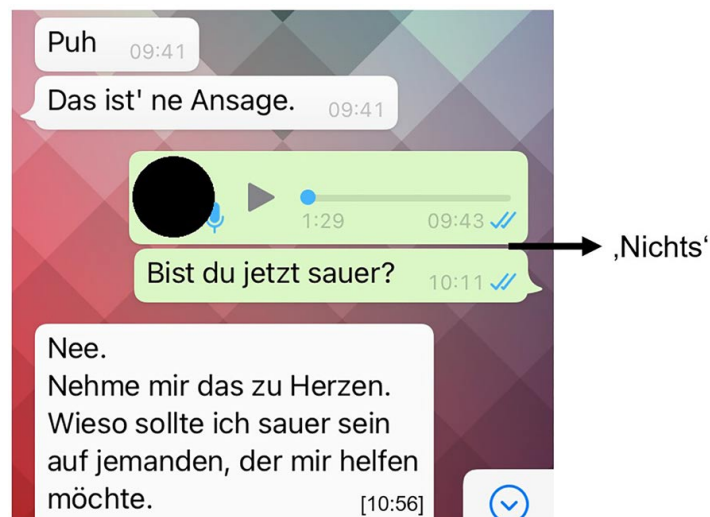 Puh 09:41
Das ist' ne Ansage. 09:41
1:29 09:43
‚Nichts‘
Bist du jetzt sauer? 10:11
Nee.
Nehme mir das zu Herzen.
Wieso sollte ich sauer sein
auf jemanden, der mir helfen
möchte. [10:56]